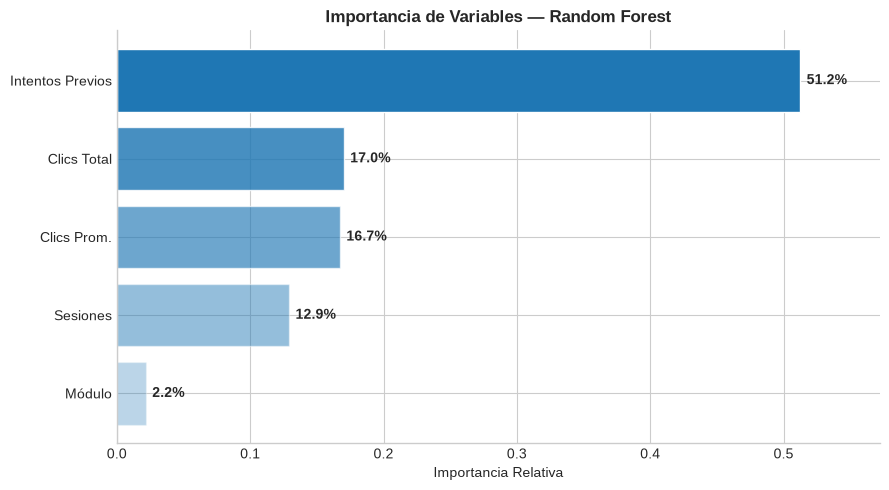 Importancia de Variables — Random Forest
Intentos Previos
51.2%
Clics Total
17.0%
Clics Prom.
16.7%
Sesiones
12.9%
Módulo
2.2%
0.0 0.1 0.2 0.3 0.4 0.5
Importancia Relativa